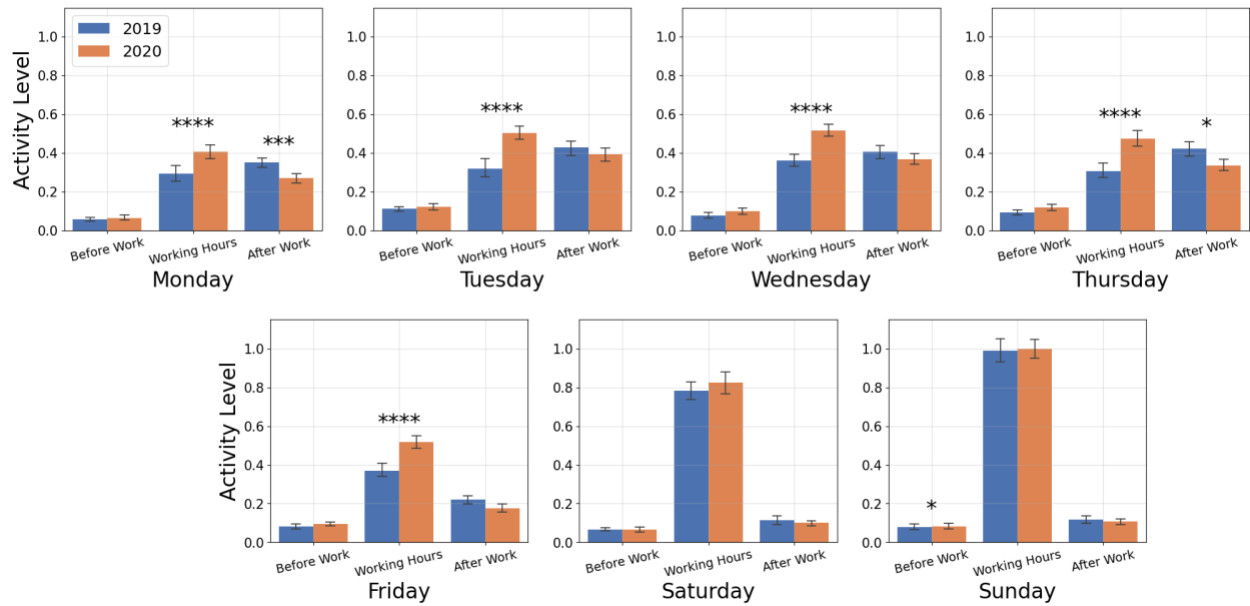 2019
2020
Activity Level
1.0
0.8
0.6
0.4
0.2
0.0
****
***
Before Work
Working Hours
After Work
Monday
1.0
0.8
0.6
0.4
0.2
0.0
****
Before Work
Working Hours
After Work
Tuesday
1.0
0.8
0.6
0.4
0.2
0.0
****
Before Work
Working Hours
After Work
Wednesday
1.0
0.8
0.6
0.4
0.2
0.0
****
*
Before Work
Working Hours
After Work
Thursday
Activity Level
1.0
0.8
0.6
0.4
0.2
0.0
****
Before Work
Working Hours
After Work
Friday
1.0
0.8
0.6
0.4
0.2
0.0
Before Work
Working Hours
After Work
Saturday
1.0
0.8
0.6
0.4
0.2
0.0
*
Before Work
Working Hours
After Work
Sunday